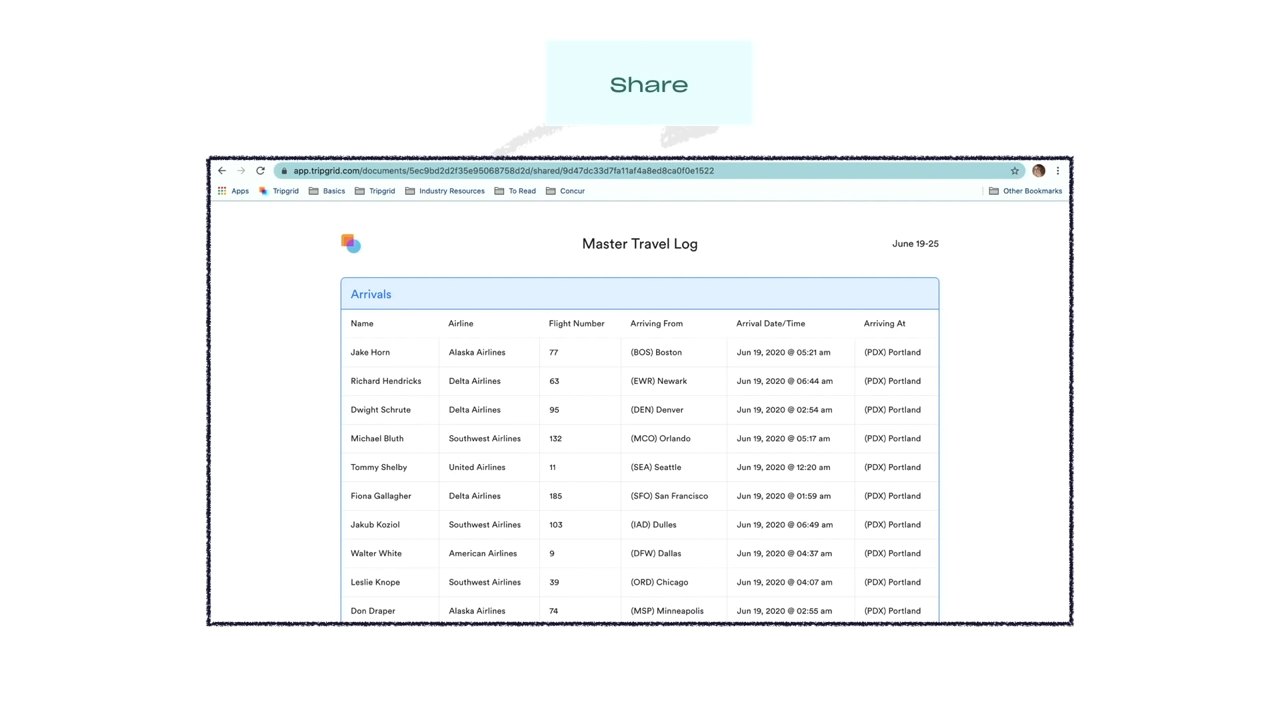 Share
app.tripgrid.com/documents/5ec9bd2d2f35e95068758d2d/shared/9d47dc33d7fa11af4a8ed8ca0f0e1522
Apps Tripgrid Basics Tripgrid Industry Resources To Read Concur Other Bookmarks
Master Travel Log June 19-25
Arrivals
Name Airline Flight Number Arriving From Arrival Date/Time Arriving At
Jake Horn Alaska Airlines 77 (BOS) Boston Jun 19, 2020 @ 05:21 am (PDX) Portland
Richard Hendricks Delta Airlines 63 (EWR) Newark Jun 19, 2020 @ 06:44 am (PDX) Portland
Dwight Schrute Delta Airlines 95 (DEN) Denver Jun 19, 2020 @ 02:54 am (PDX) Portland
Michael Bluth Southwest Airlines 132 (MCO) Orlando Jun 19, 2020 @ 05:17 am (PDX) Portland
Tommy Shelby United Airlines 11 (SEA) Seattle Jun 19, 2020 @ 12:20 am (PDX) Portland
Fiona Gallagher Delta Airlines 185 (SFO) San Francisco Jun 19, 2020 @ 01:59 am (PDX) Portland
Jakub Koziol Southwest Airlines 103 (IAD) Dulles Jun 19, 2020 @ 06:49 am (PDX) Portland
Walter White American Airlines 9 (DFW) Dallas Jun 19, 2020 @ 04:37 am (PDX) Portland
Leslie Knope Southwest Airlines 39 (ORD) Chicago Jun 19, 2020 @ 04:07 am (PDX) Portland
Don Draper Alaska Airlines 74 (MSP) Minneapolis Jun 19, 2020 @ 02:55 am (PDX) Portland